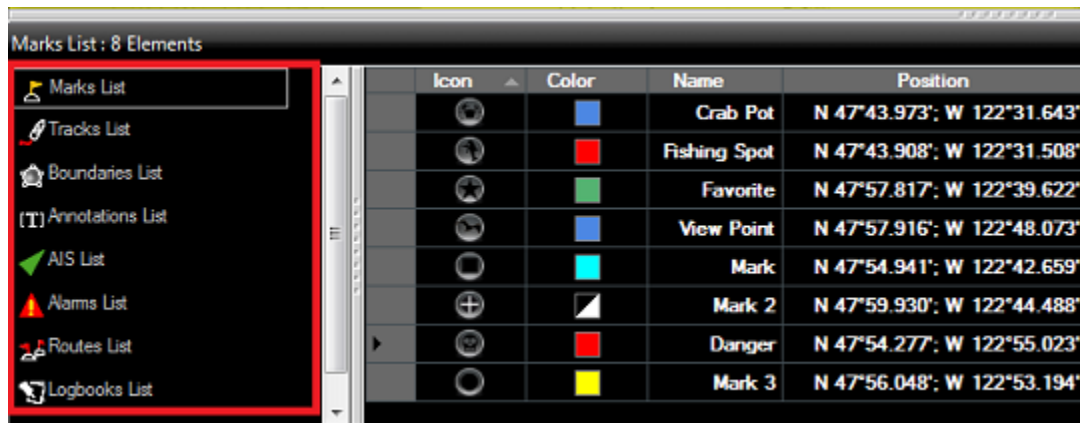 Marks List : 8 Elements
Marks List
Tracks List
Boundaries List
[T] Annotations List
AIS List
Alarms List
Routes List
Logbooks List
Icon Color Name Position
Crab Pot N 47°43.973'; W 122°31.643'
Fishing Spot N 47°43.908'; W 122°31.508'
Favorite N 47°57.817'; W 122°39.622'
View Point N 47°57.916'; W 122°48.073'
Mark N 47°54.941'; W 122°42.659'
Mark 2 N 47°59.930'; W 122°44.488'
Danger N 47°54.277'; W 122°55.023'
Mark 3 N 47°56.048'; W 122°53.194'